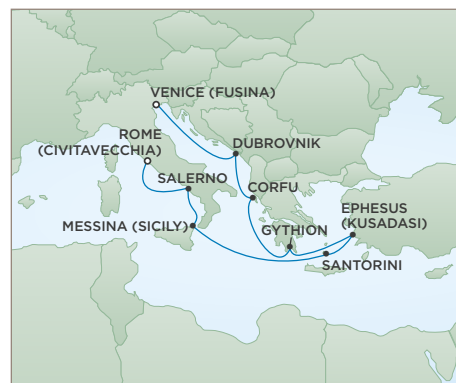 VENICE (FUSINA)
ROME
(CIVITAVECCHIA)
DUBROVNIK
SALERNO
CORFU
MESSINA (SICILY)
GYTHION
EPHESUS
(KUSADASI)
SANTORINI